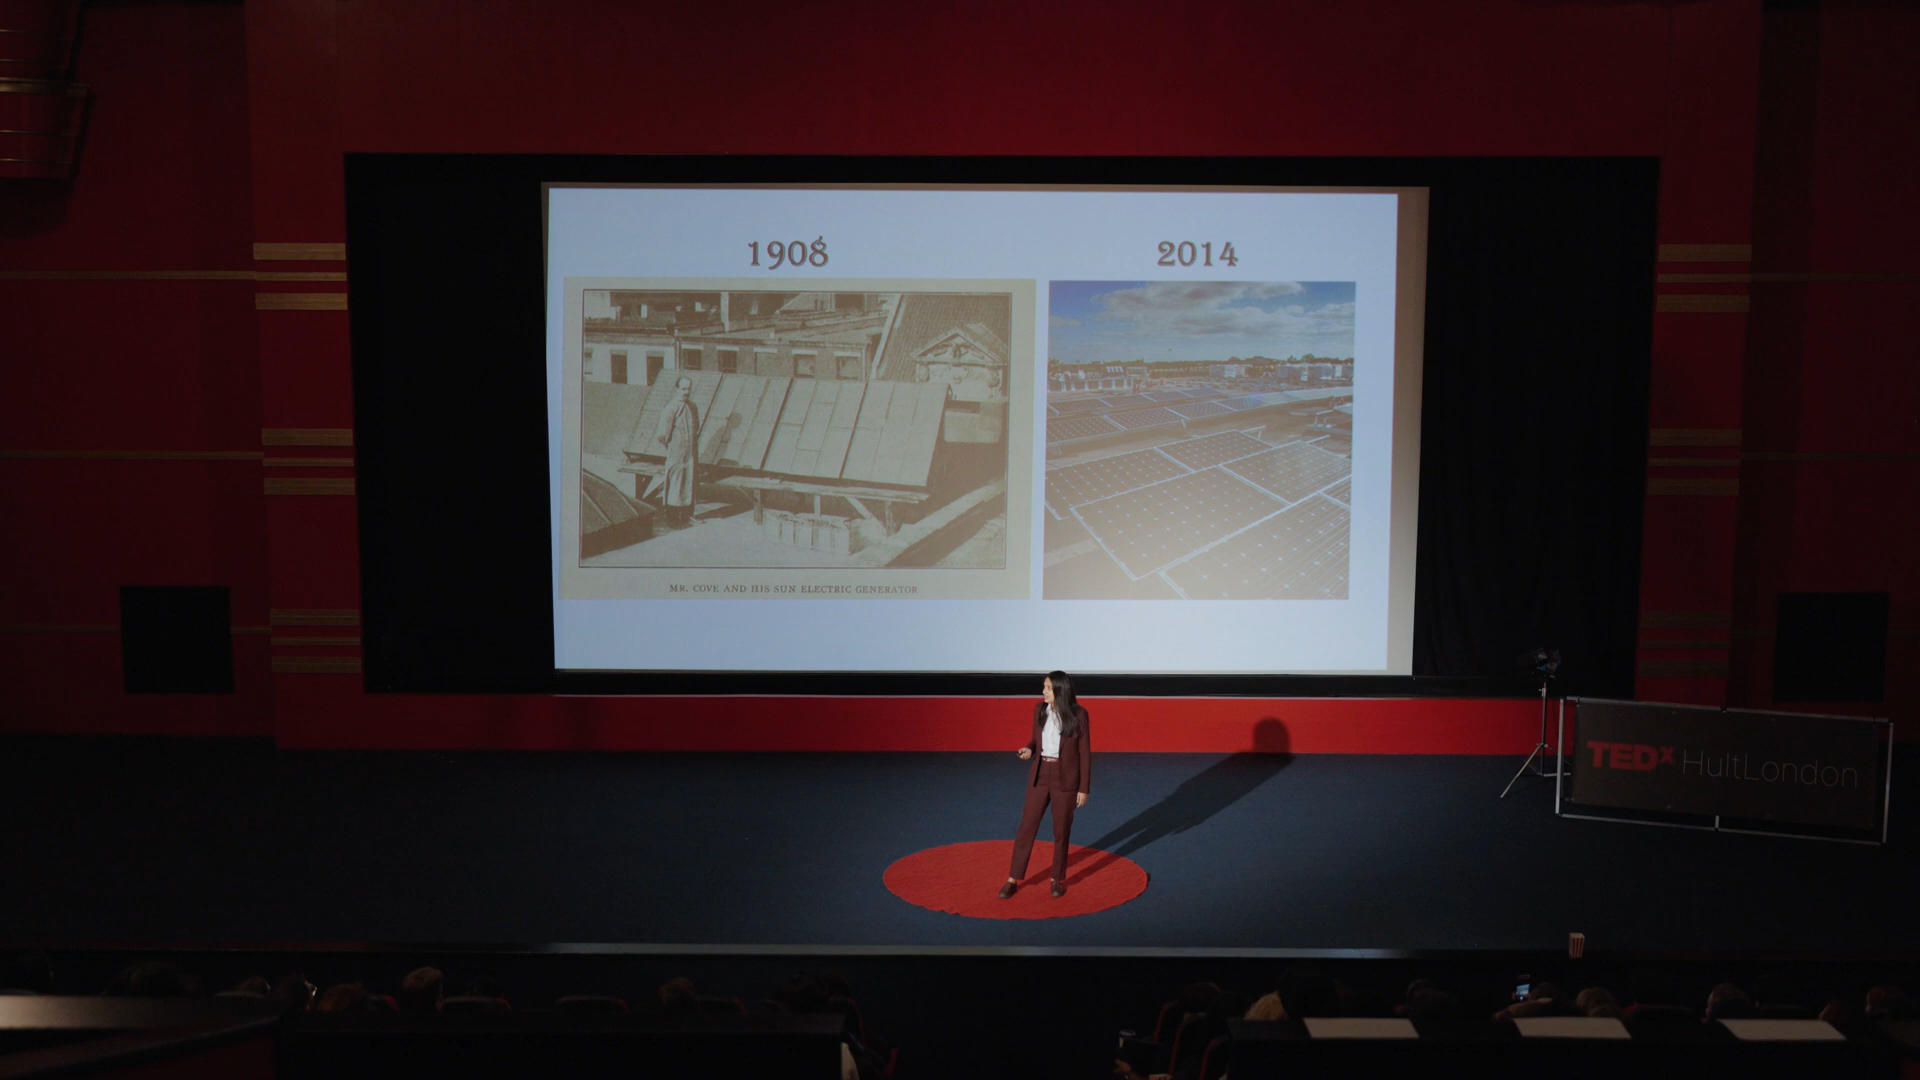 1908
2014
MR. COVE AND HIS SUN ELECTRIC GENERATOR
TEDx HultLondon